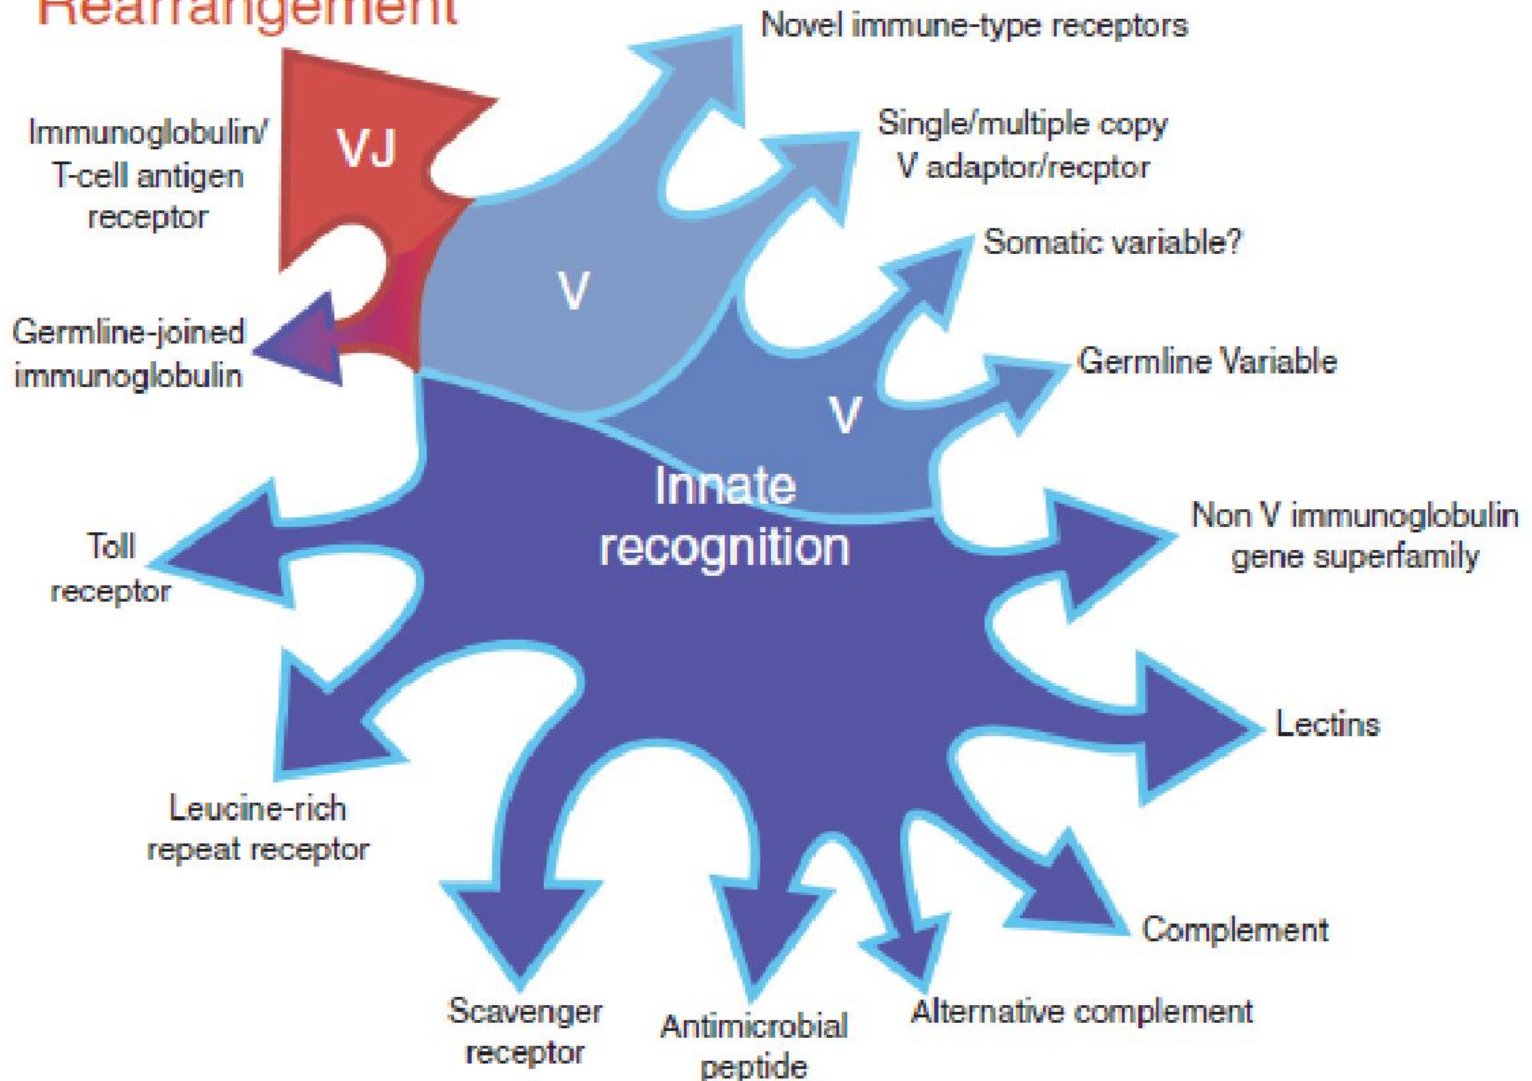 Rearrangement
Novel immune-type receptors
Single/multiple copy
V adaptor/recptor
Immunoglobulin/
T-cell antigen
receptor
VJ
Somatic variable?
V
Germline-joined
immunoglobulin
Germline Variable
V
Innate
recognition
Non V immunoglobulin
gene superfamily
Toll
receptor
Lectins
Leucine-rich
repeat receptor
Complement
Scavenger
receptor
Antimicrobial
peptide
Alternative complement